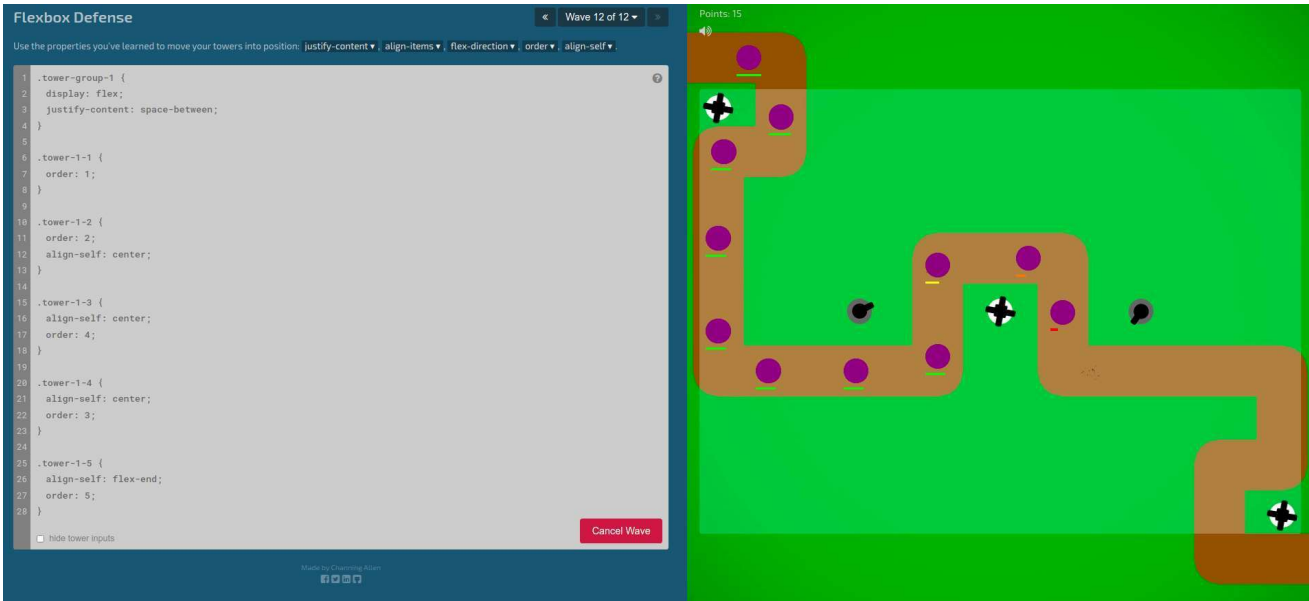 Flexbox Defense
« Wave 12 of 12 ▾ »
Use the properties you've learned to move your towers into position: justify-content ▾ , align-items ▾ , flex-direction ▾ , order ▾ , align-self ▾ .
1 .tower-group-1 {
2 display: flex;
3 justify-content: space-between;
4 }
5
6 .tower-1-1 {
7 order: 1;
8 }
9
10 .tower-1-2 {
11 order: 2;
12 align-self: center;
13 }
14
15 .tower-1-3 {
16 align-self: center;
17 order: 4;
18 }
19
20 .tower-1-4 {
21 align-self: center;
22 order: 3;
23 }
24
25 .tower-1-5 {
26 align-self: flex-end;
27 order: 5;
28 }
hide tower inputs
Cancel Wave
Made by Channing Allen
Points: 15